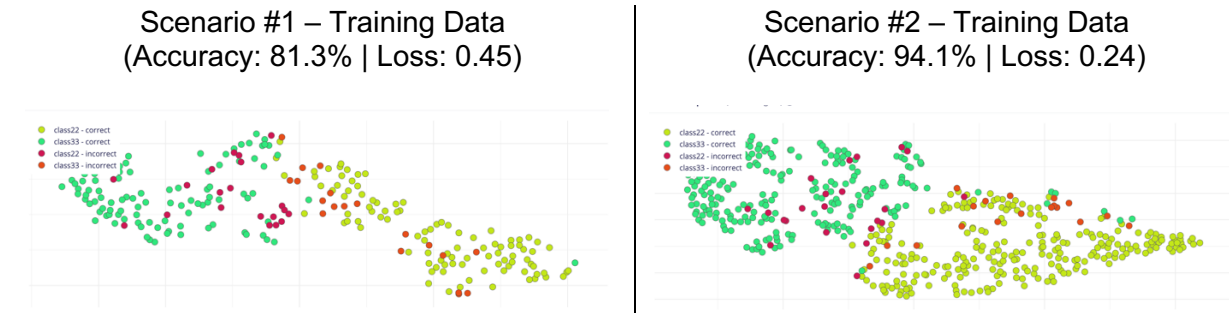 Scenario #1 – Training Data
(Accuracy: 81.3% | Loss: 0.45)
class22 - correct
class33 - correct
class22 - incorrect
class33 - incorrect
Scenario #2 – Training Data
(Accuracy: 94.1% | Loss: 0.24)
class22 - correct
class33 - correct
class22 - incorrect
class33 - incorrect